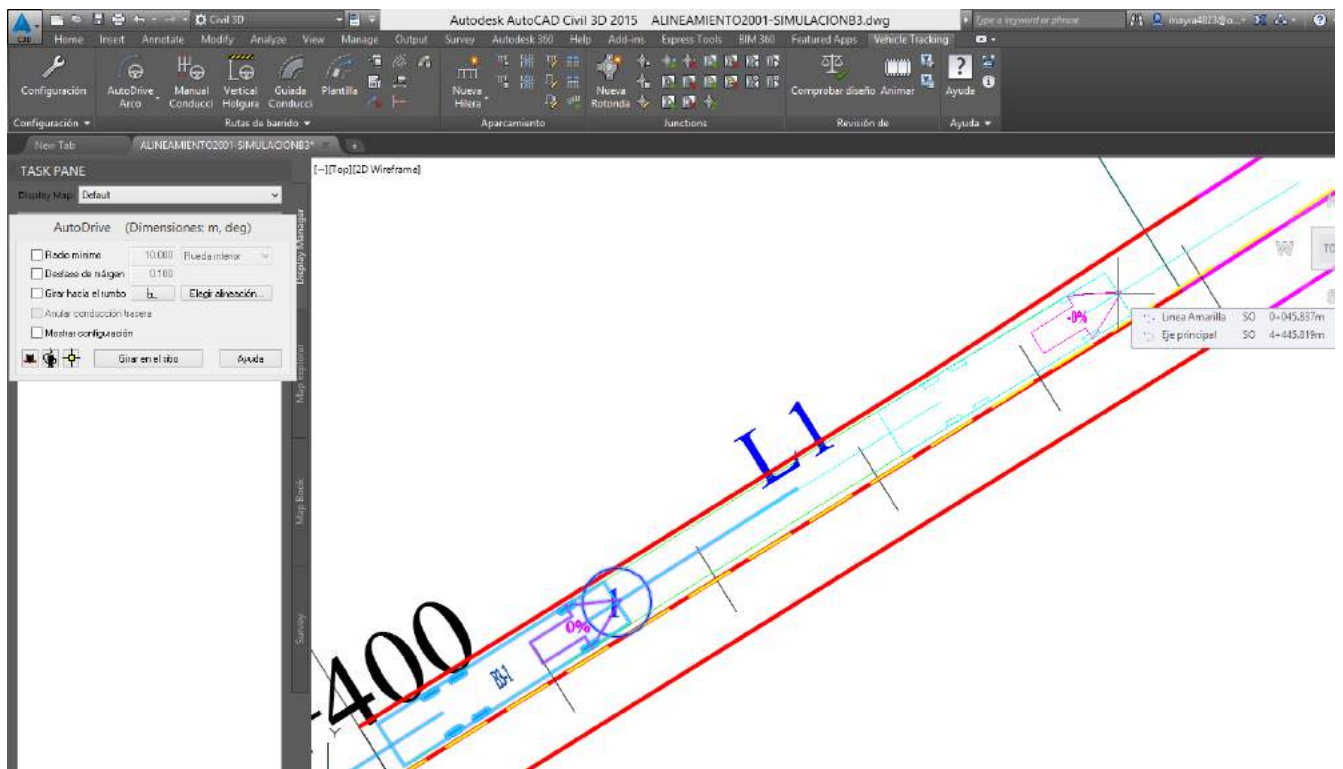 Civil 3D
Autodesk AutoCAD Civil 3D 2015 ALINEAMIENTO2001-SIMULACIONB3.dwg
Type a keyword or phrase
Home Insert Annotate Modify Analyze View Manage Output Survey Autodesk 360 Help Add-ins Express Tools BIM 360 Featured Apps Vehicle Tracking
Configuración
AutoDrive Arco
Manual Conducci
Vertical Holgura
Guiada Conducci
Plantilla
Nueva Hilera
Nueva Rotonda
Comprobar diseño
Animar
Ayuda
Configuración Rutas de barrido Aparcamiento Junctions Revisión de Ayuda
New Tab ALINEAMIENTO2001-SIMULACIONB3*
TASK PANE
Display Map: Default
AutoDrive (Dimensiones: m, deg)
Radio mínimo 10.000 Rueda interior
Desfase de márgen 0.100
Girar hacia el rumbo Elegir alineación...
Anular conducción trasera
Mostrar configuración
Girar en el sitio Ayuda
Display Manager
Map Explorer
Map Book
Survey
[-][Top][2D Wireframe]
W
-0%
Linea Amarilla SO 0+045.837m
Eje principal SO 4+445.819m
L1
1
0%
B3-1
400
Y